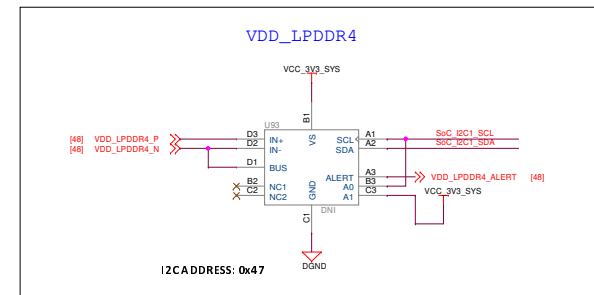 VDD_LPDDR4
VCC_3V3_SYS
U93
B1
[48] VDD_LPDDR4_P D3 IN+ VS SCL A1 SoC_I2C1_SCL
[48] VDD_LPDDR4_N D2 IN- SDA A2 SoC_I2C1_SDA
D1 BUS
ALERT A3 VDD_LPDDR4_ALERT [48]
B2 NC1 GND A0 B3
C2 NC2 A1 C3 VCC_3V3_SYS
DNI
C1
DGND
I2C ADDRESS: 0x47